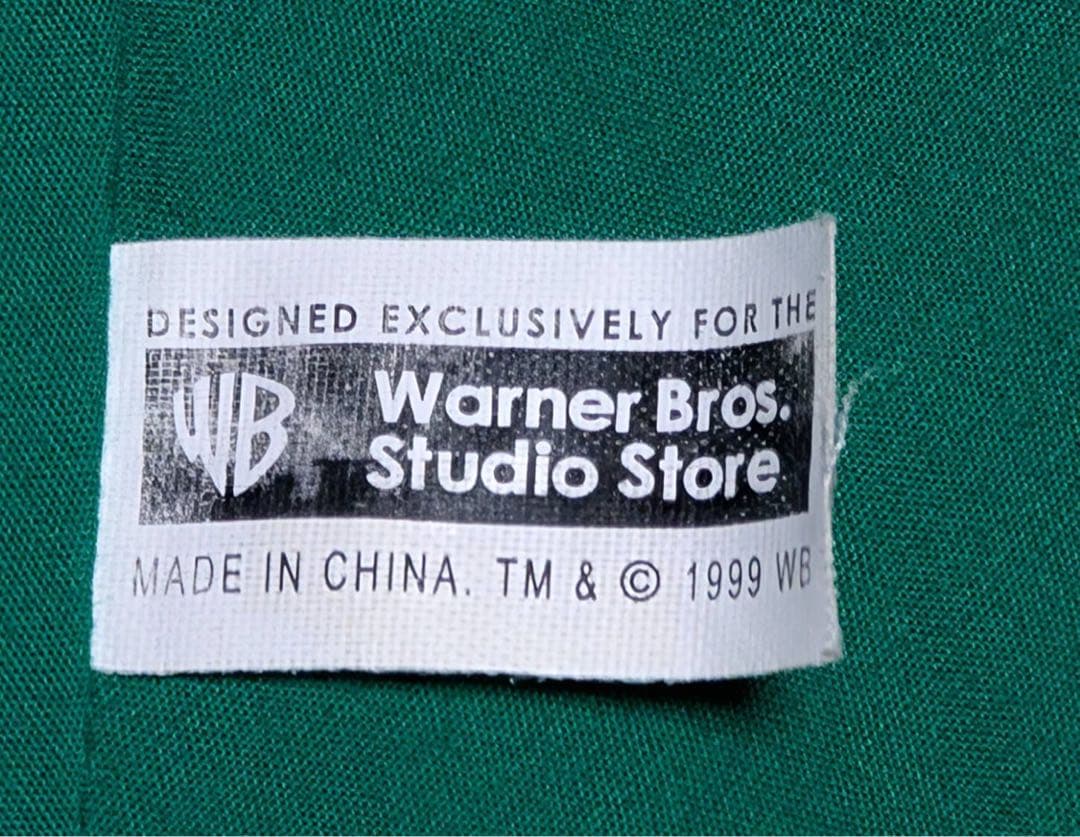 DESIGNED EXCLUSIVELY FOR THE
WB
Warner Bros.
Studio Store
MADE IN CHINA. TM & © 1999 WB